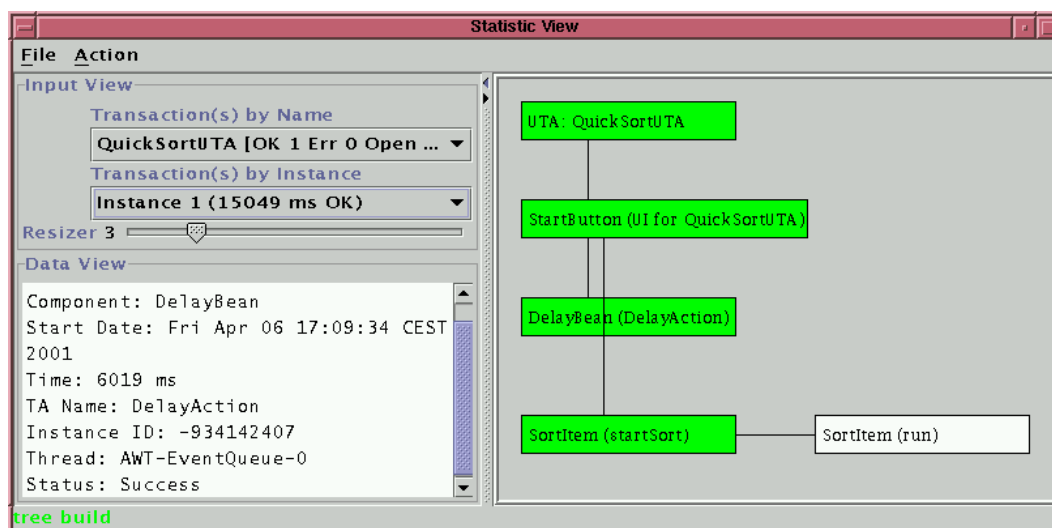 Statistic View
File Action
Input View
Transaction(s) by Name
QuickSortUTA [OK 1 Err 0 Open ...
Transaction(s) by Instance
Instance 1 (15049 ms OK)
Resizer 3
Data View
Component: DelayBean
Start Date: Fri Apr 06 17:09:34 CEST
2001
Time: 6019 ms
TA Name: DelayAction
Instance ID: -934142407
Thread: AWT-EventQueue-0
Status: Success
tree build
UTA: QuickSortUTA
StartButton (UI for QuickSortUTA)
DelayBean (DelayAction)
SortItem (startSort)
SortItem (run)